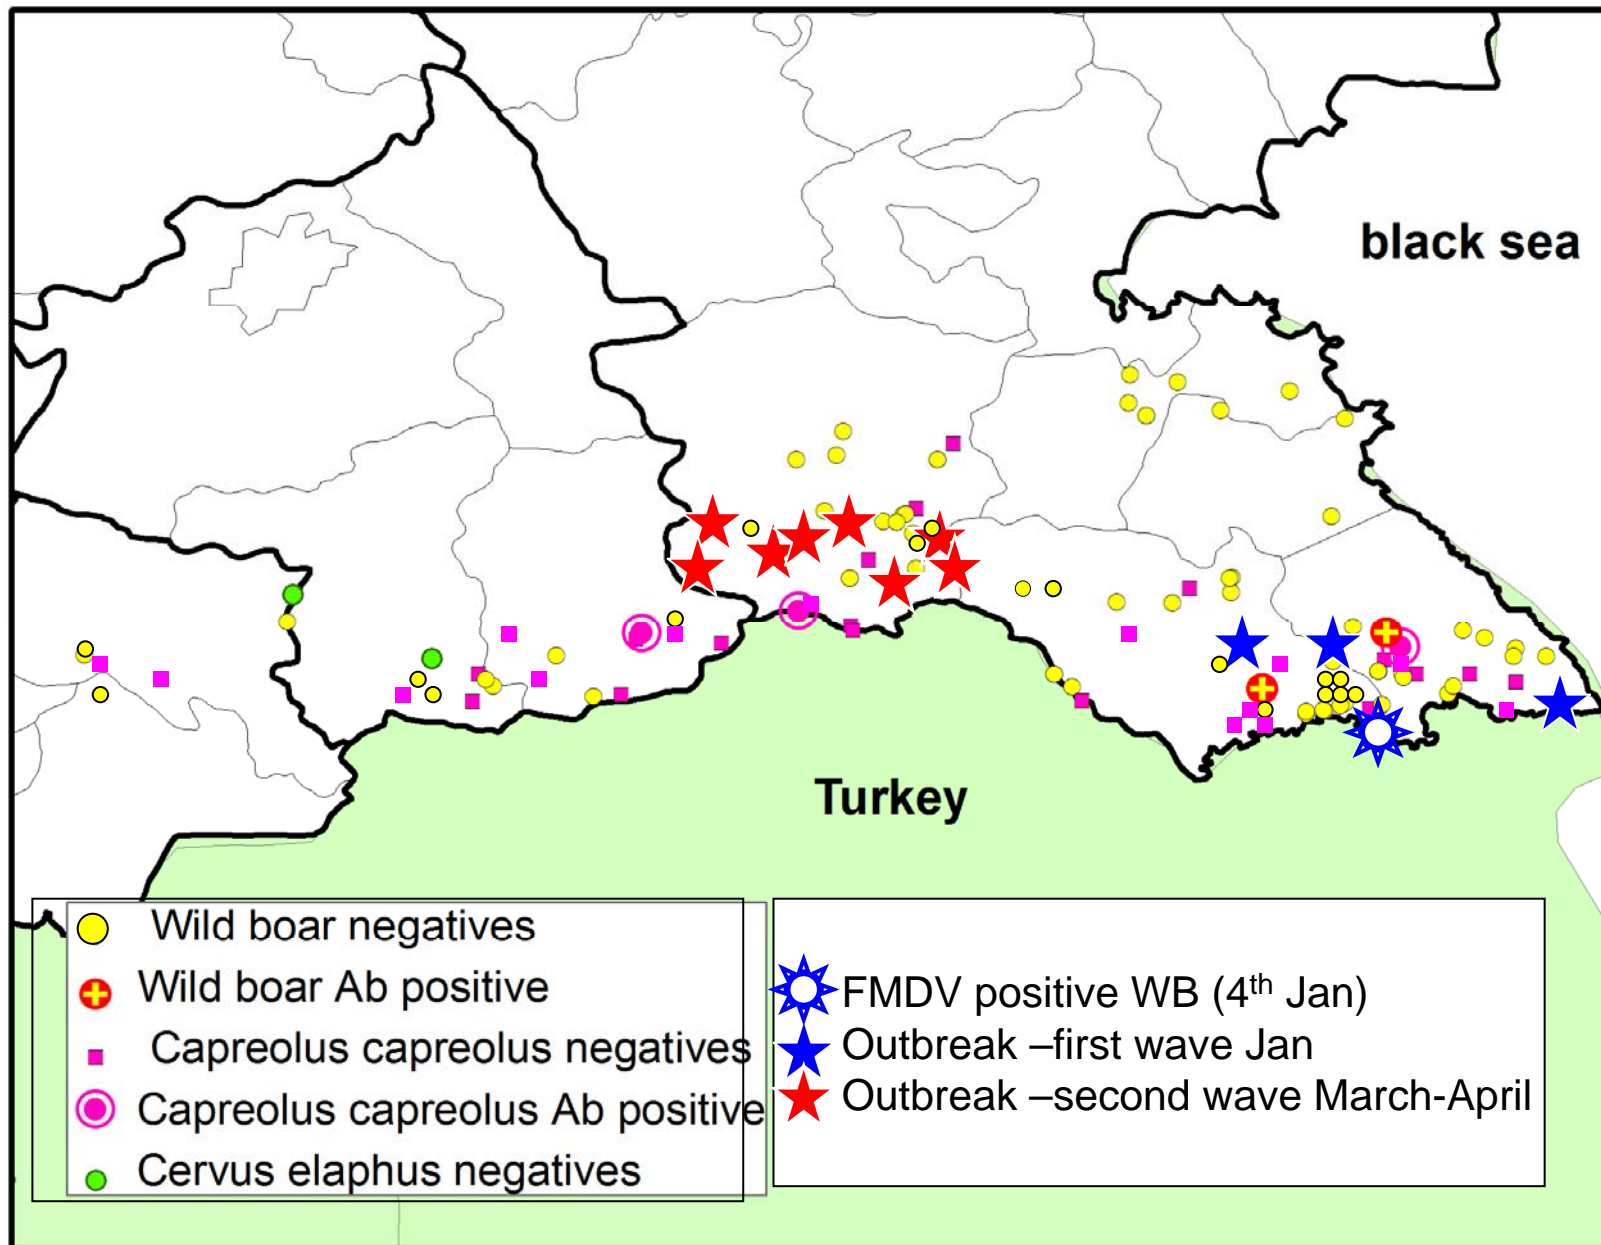 black sea
Turkey
Wild boar negatives
Wild boar Ab positive
Capreolus capreolus negatives
Capreolus capreolus Ab positive
Cervus elaphus negatives
FMDV positive WB (4th Jan)
Outbreak –first wave Jan
Outbreak –second wave March-April